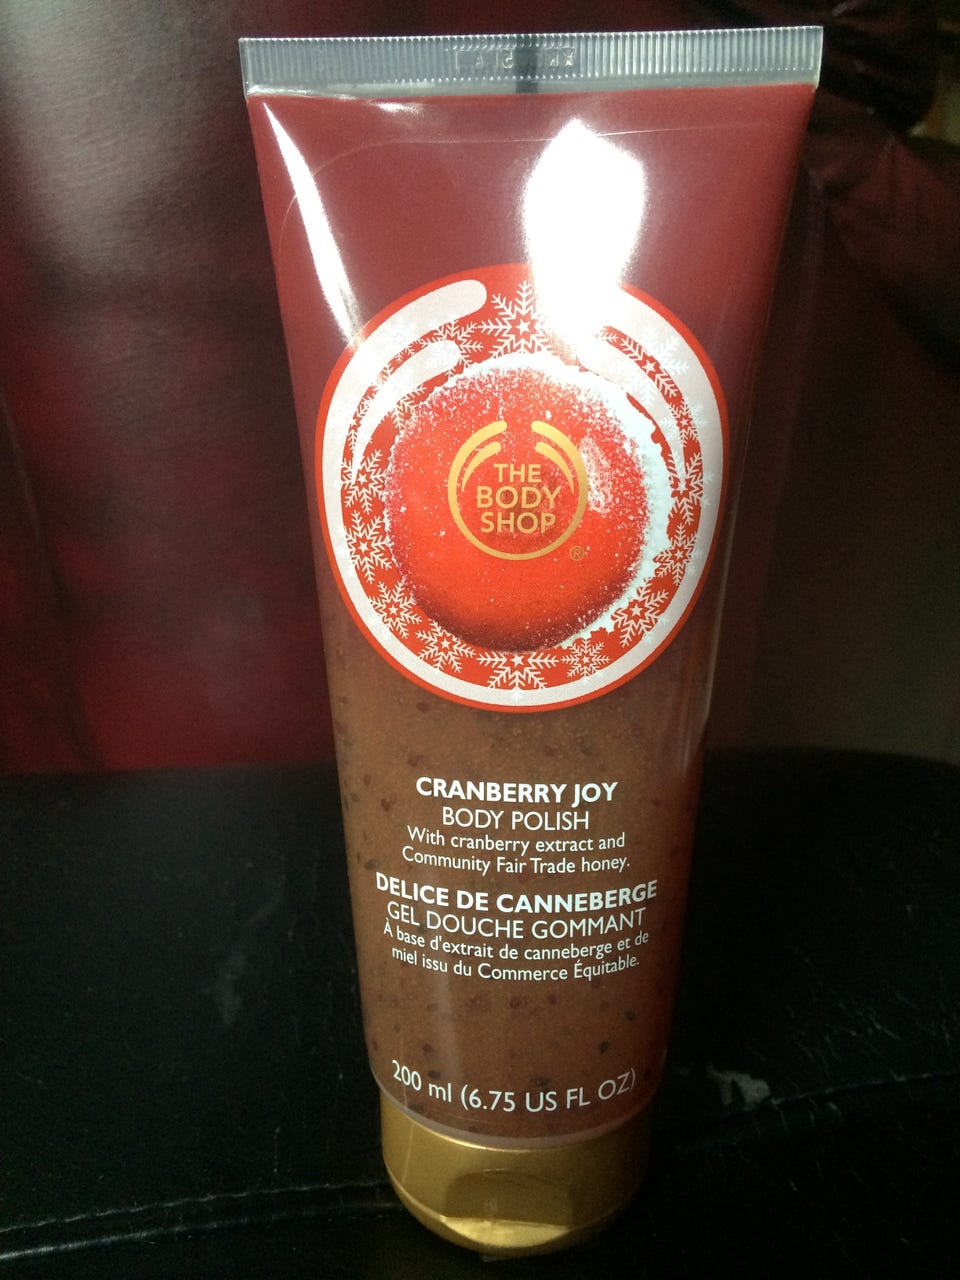 THE
BODY
SHOP
®
CRANBERRY JOY
BODY POLISH
With cranberry extract and
Community Fair Trade honey.
DELICE DE CANNEBERGE
GEL DOUCHE GOMMANT
À base d'extrait de canneberge et de
miel issu du Commerce Équitable.
200 ml (6.75 US FL OZ)